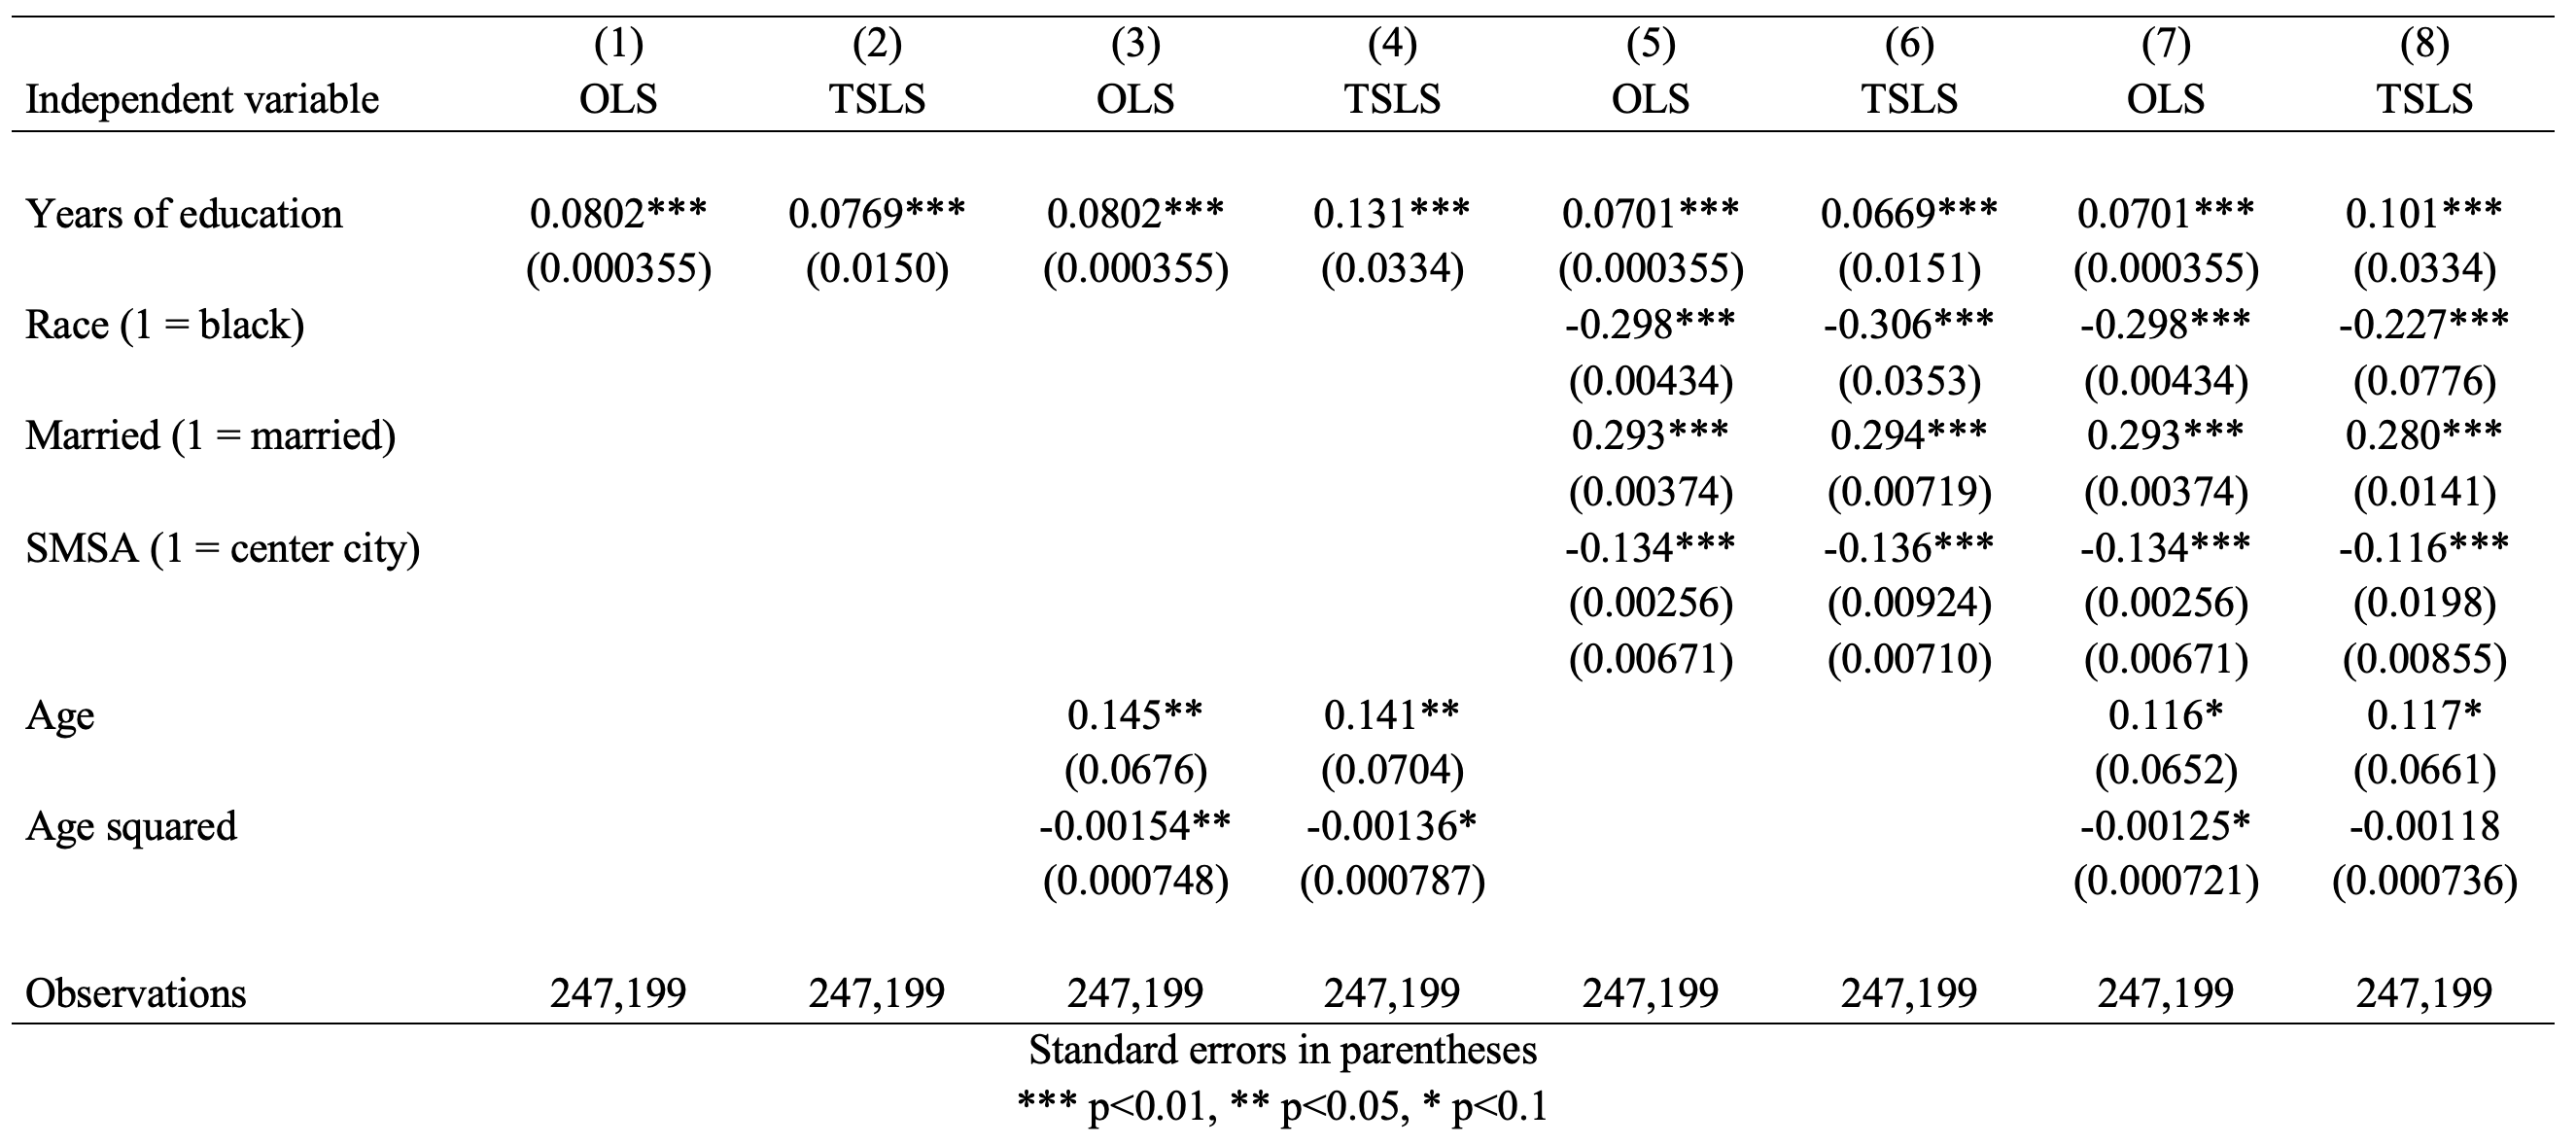 (1) (2) (3) (4) (5) (6) (7) (8)
Independent variable OLS TSLS OLS TSLS OLS TSLS OLS TSLS
Years of education 0.0802*** 0.0769*** 0.0802*** 0.131*** 0.0701*** 0.0669*** 0.0701*** 0.101***
(0.000355) (0.0150) (0.000355) (0.0334) (0.000355) (0.0151) (0.000355) (0.0334)
Race (1 = black) -0.298*** -0.306*** -0.298*** -0.227***
(0.00434) (0.0353) (0.00434) (0.0776)
Married (1 = married) 0.293*** 0.294*** 0.293*** 0.280***
(0.00374) (0.00719) (0.00374) (0.0141)
SMSA (1 = center city) -0.134*** -0.136*** -0.134*** -0.116***
(0.00256) (0.00924) (0.00256) (0.0198)
(0.00671) (0.00710) (0.00671) (0.00855)
Age 0.145** 0.141** 0.116* 0.117*
(0.0676) (0.0704) (0.0652) (0.0661)
Age squared -0.00154** -0.00136* -0.00125* -0.00118
(0.000748) (0.000787) (0.000721) (0.000736)
Observations 247,199 247,199 247,199 247,199 247,199 247,199 247,199 247,199
Standard errors in parentheses
*** p<0.01, ** p<0.05, * p<0.1